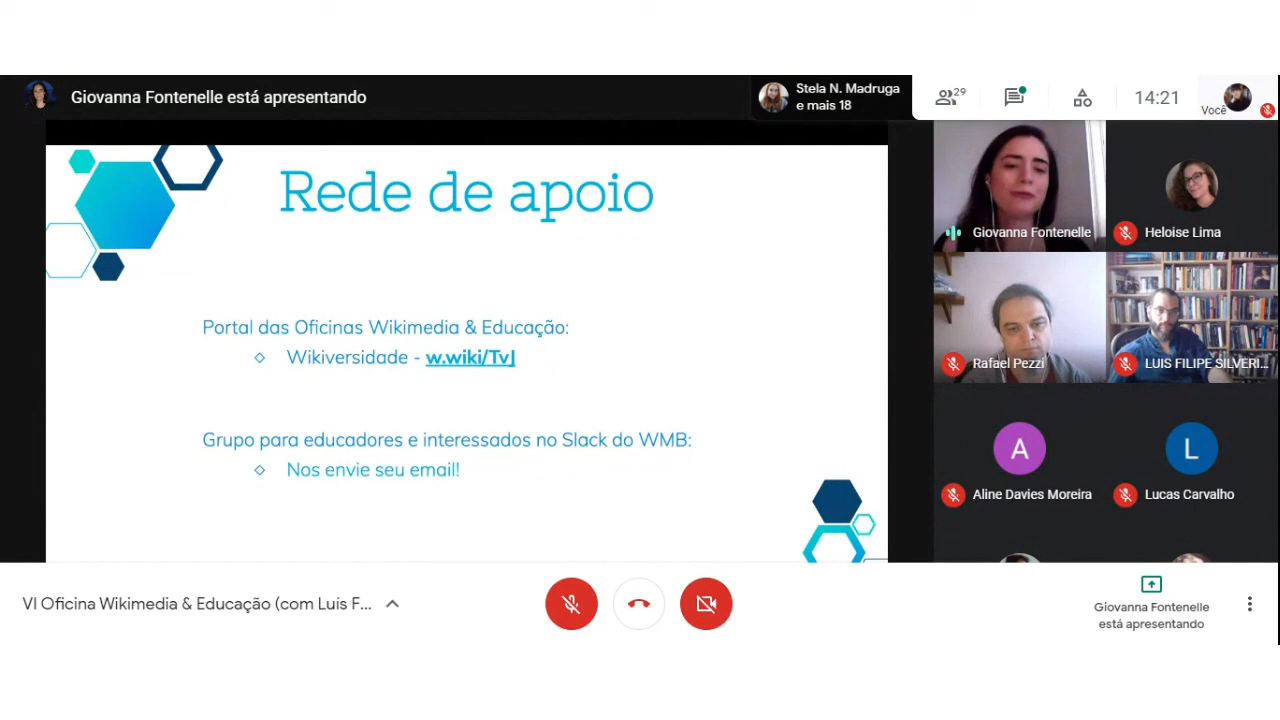 Giovanna Fontenelle está apresentando
Stela N. Madruga
e mais 18
29
14:21
Você
Rede de apoio
Portal das Oficinas Wikimedia & Educação:
Wikiversidade - w.wiki/TvJ
Grupo para educadores e interessados no Slack do WMB:
Nos envie seu email!
Giovanna Fontenelle
Heloise Lima
Rafael Pezzi
LUIS FILIPE SILVERI...
A
Aline Davies Moreira
L
Lucas Carvalho
VI Oficina Wikimedia & Educação (com Luís F...
Giovanna Fontenelle
está apresentando